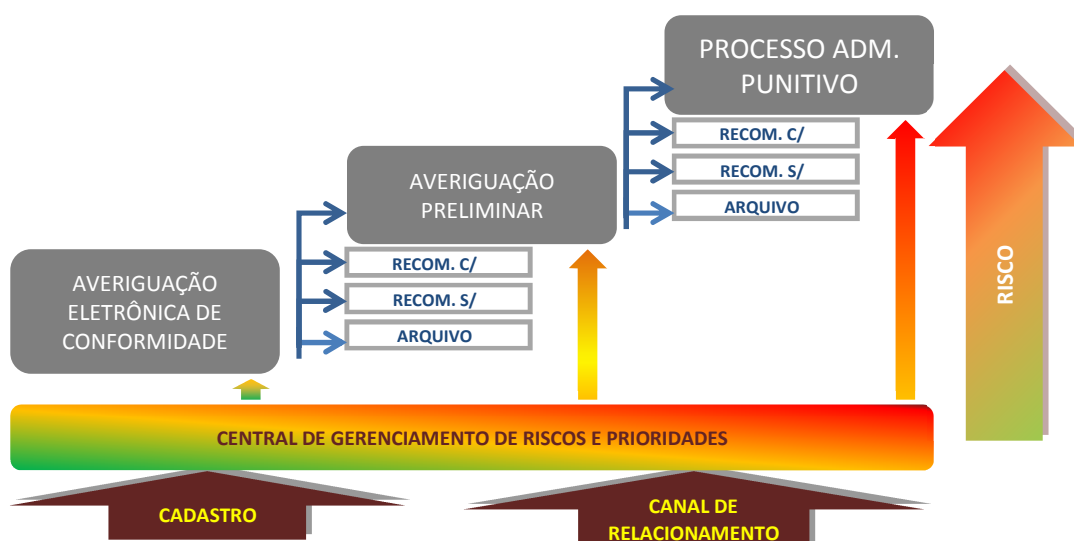 PROCESSO ADM.
PUNITIVO
RECOM. C/
RECOM. S/
ARQUIVO
AVERIGUAÇÃO
PRELIMINAR
RECOM. C/
RECOM. S/
ARQUIVO
AVERIGUAÇÃO
ELETRÔNICA DE
CONFORMIDADE
RISCO
CENTRAL DE GERENCIAMENTO DE RISCOS E PRIORIDADES
CADASTRO
CANAL DE
RELACIONAMENTO